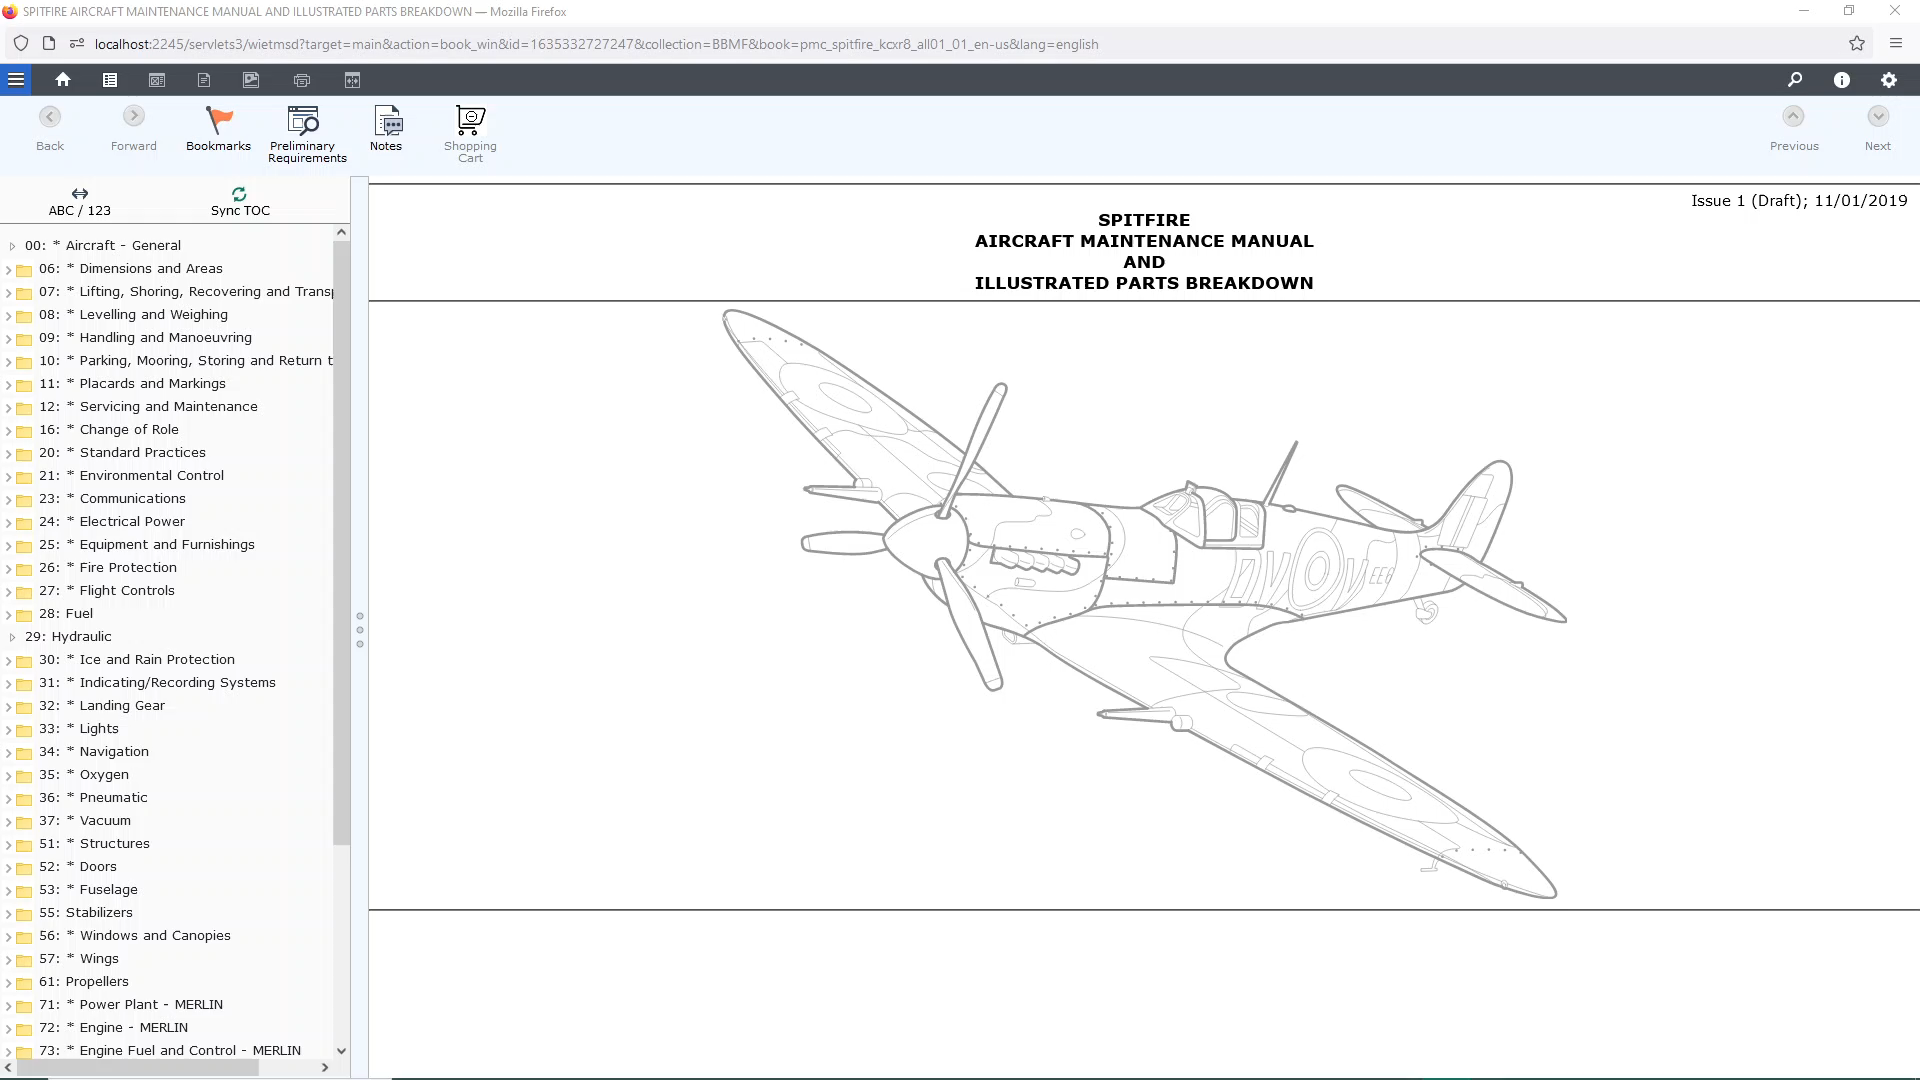 SPITFIRE AIRCRAFT MAINTENANCE MANUAL AND ILLUSTRATED PARTS BREAKDOWN — Mozilla Firefox
localhost:2245/servlets3/wietmsd?target=main&action=book_win&id=1635332727247&collection=BBMF&book=pmc_spitfire_kcxr8_all01_01_en-us&lang=english
Back
Forward
Bookmarks
Preliminary
Requirements
Notes
Shopping
Cart
Previous
Next
ABC / 123
Sync TOC
00: * Aircraft - General
06: * Dimensions and Areas
07: * Lifting, Shoring, Recovering and Transp
08: * Levelling and Weighing
09: * Handling and Manoeuvring
10: * Parking, Mooring, Storing and Return t
11: * Placards and Markings
12: * Servicing and Maintenance
16: * Change of Role
20: * Standard Practices
21: * Environmental Control
23: * Communications
24: * Electrical Power
25: * Equipment and Furnishings
26: * Fire Protection
27: * Flight Controls
28: Fuel
29: Hydraulic
30: * Ice and Rain Protection
31: * Indicating/Recording Systems
32: * Landing Gear
33: * Lights
34: * Navigation
35: * Oxygen
36: * Pneumatic
37: * Vacuum
51: * Structures
52: * Doors
53: * Fuselage
55: Stabilizers
56: * Windows and Canopies
57: * Wings
61: Propellers
71: * Power Plant - MERLIN
72: * Engine - MERLIN
73: * Engine Fuel and Control - MERLIN
Issue 1 (Draft); 11/01/2019
SPITFIRE
AIRCRAFT MAINTENANCE MANUAL
AND
ILLUSTRATED PARTS BREAKDOWN